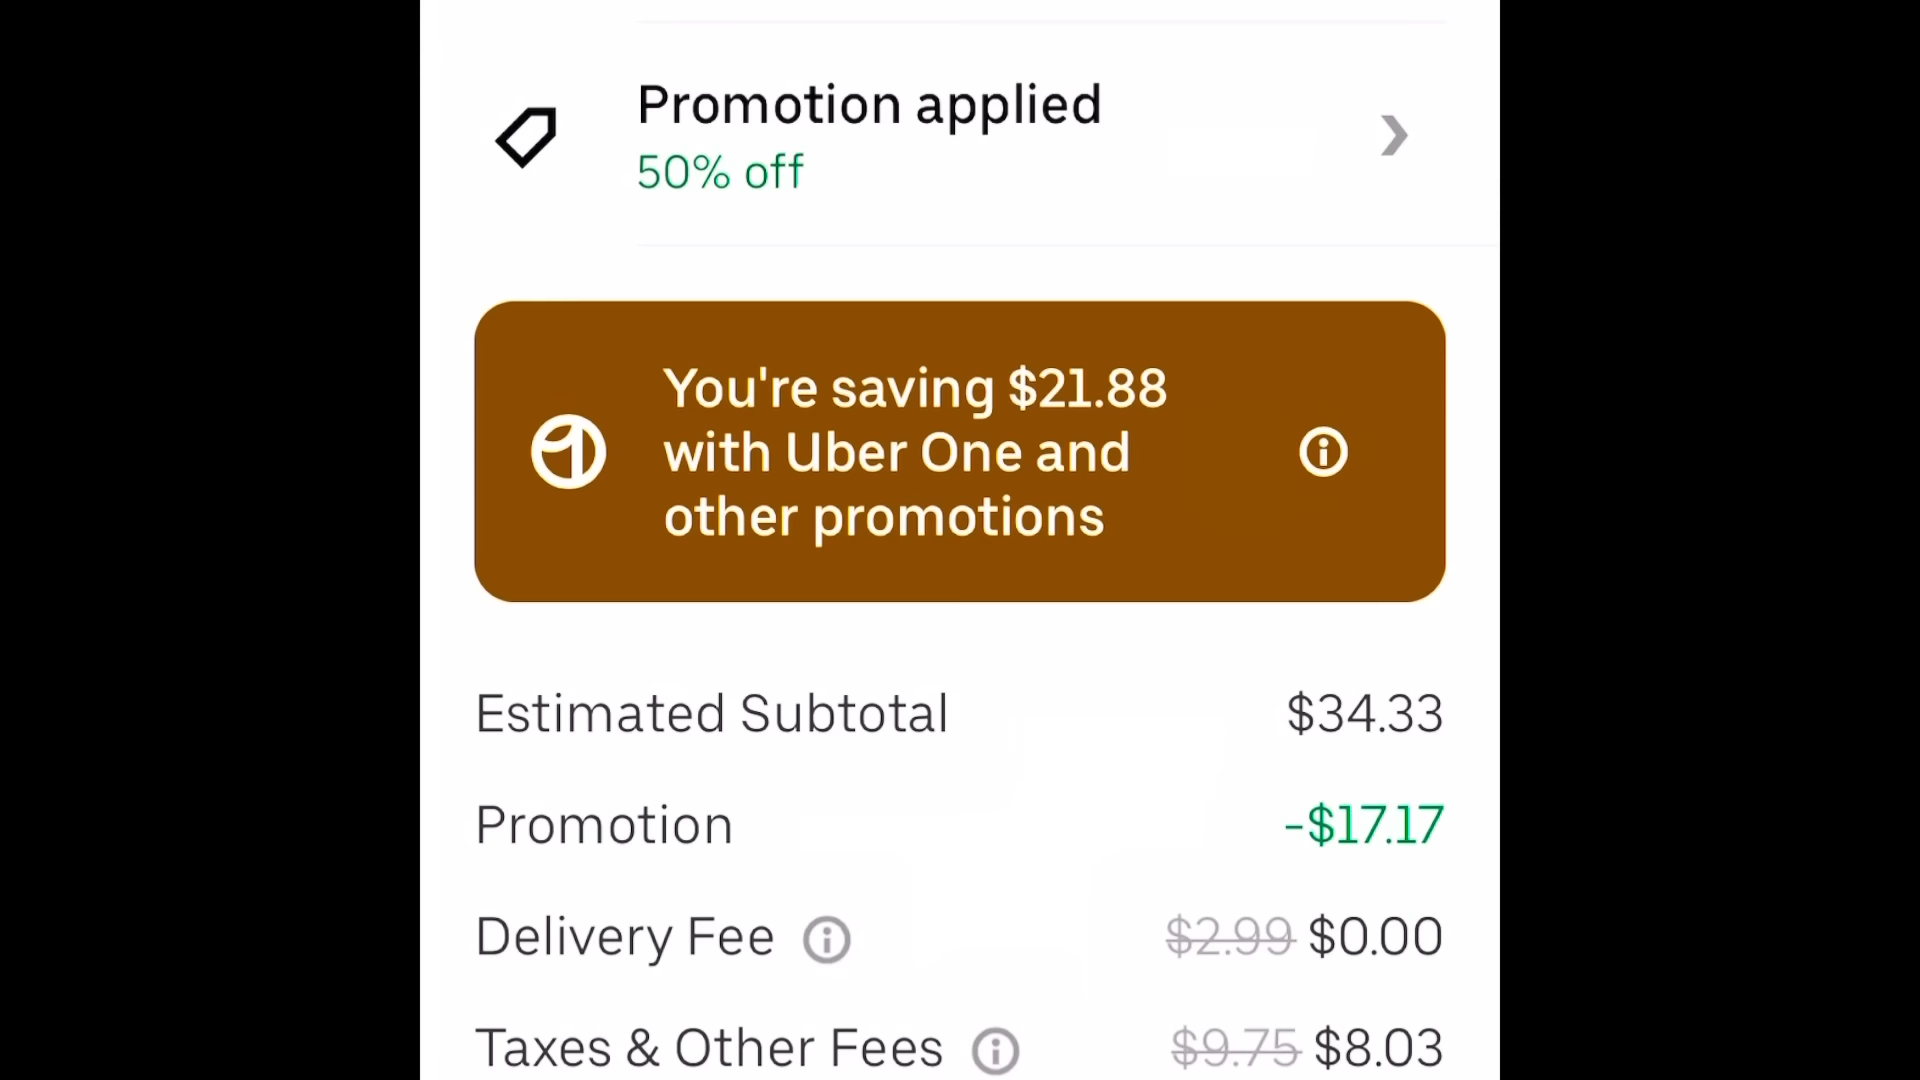 Promotion applied
50% off
You're saving $21.88
with Uber One and
other promotions
Estimated Subtotal $34.33
Promotion -$17.17
Delivery Fee $2.99 $0.00
Taxes & Other Fees $9.75 $8.03